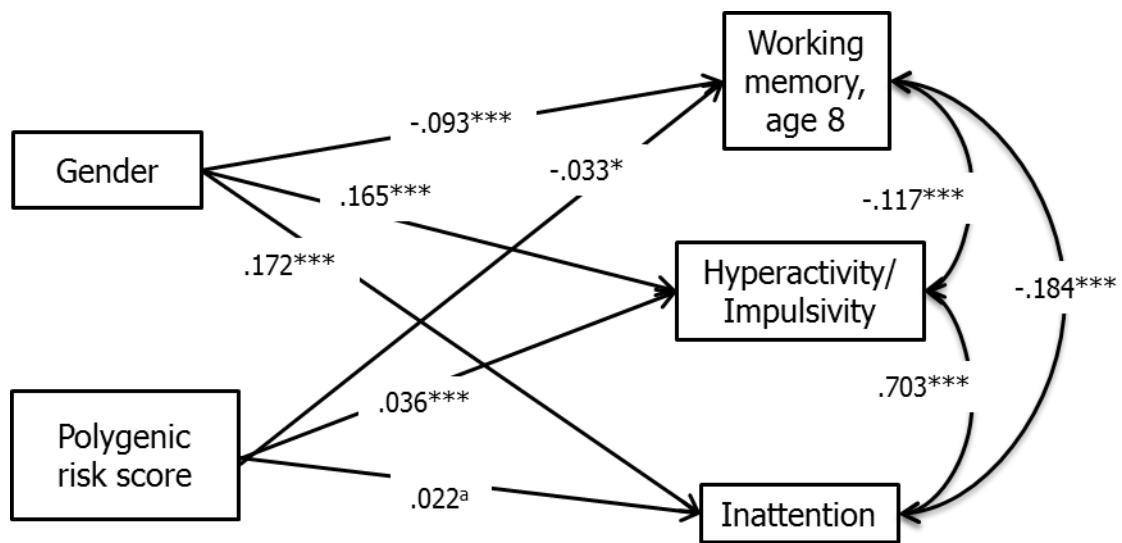 Working
memory,
age 8
-.093***
Gender
-.033*
.165***
-.117***
.172***
Hyperactivity/
Impulsivity
-.184***
.036***
.703***
Polygenic
risk score
.022ª
Inattention